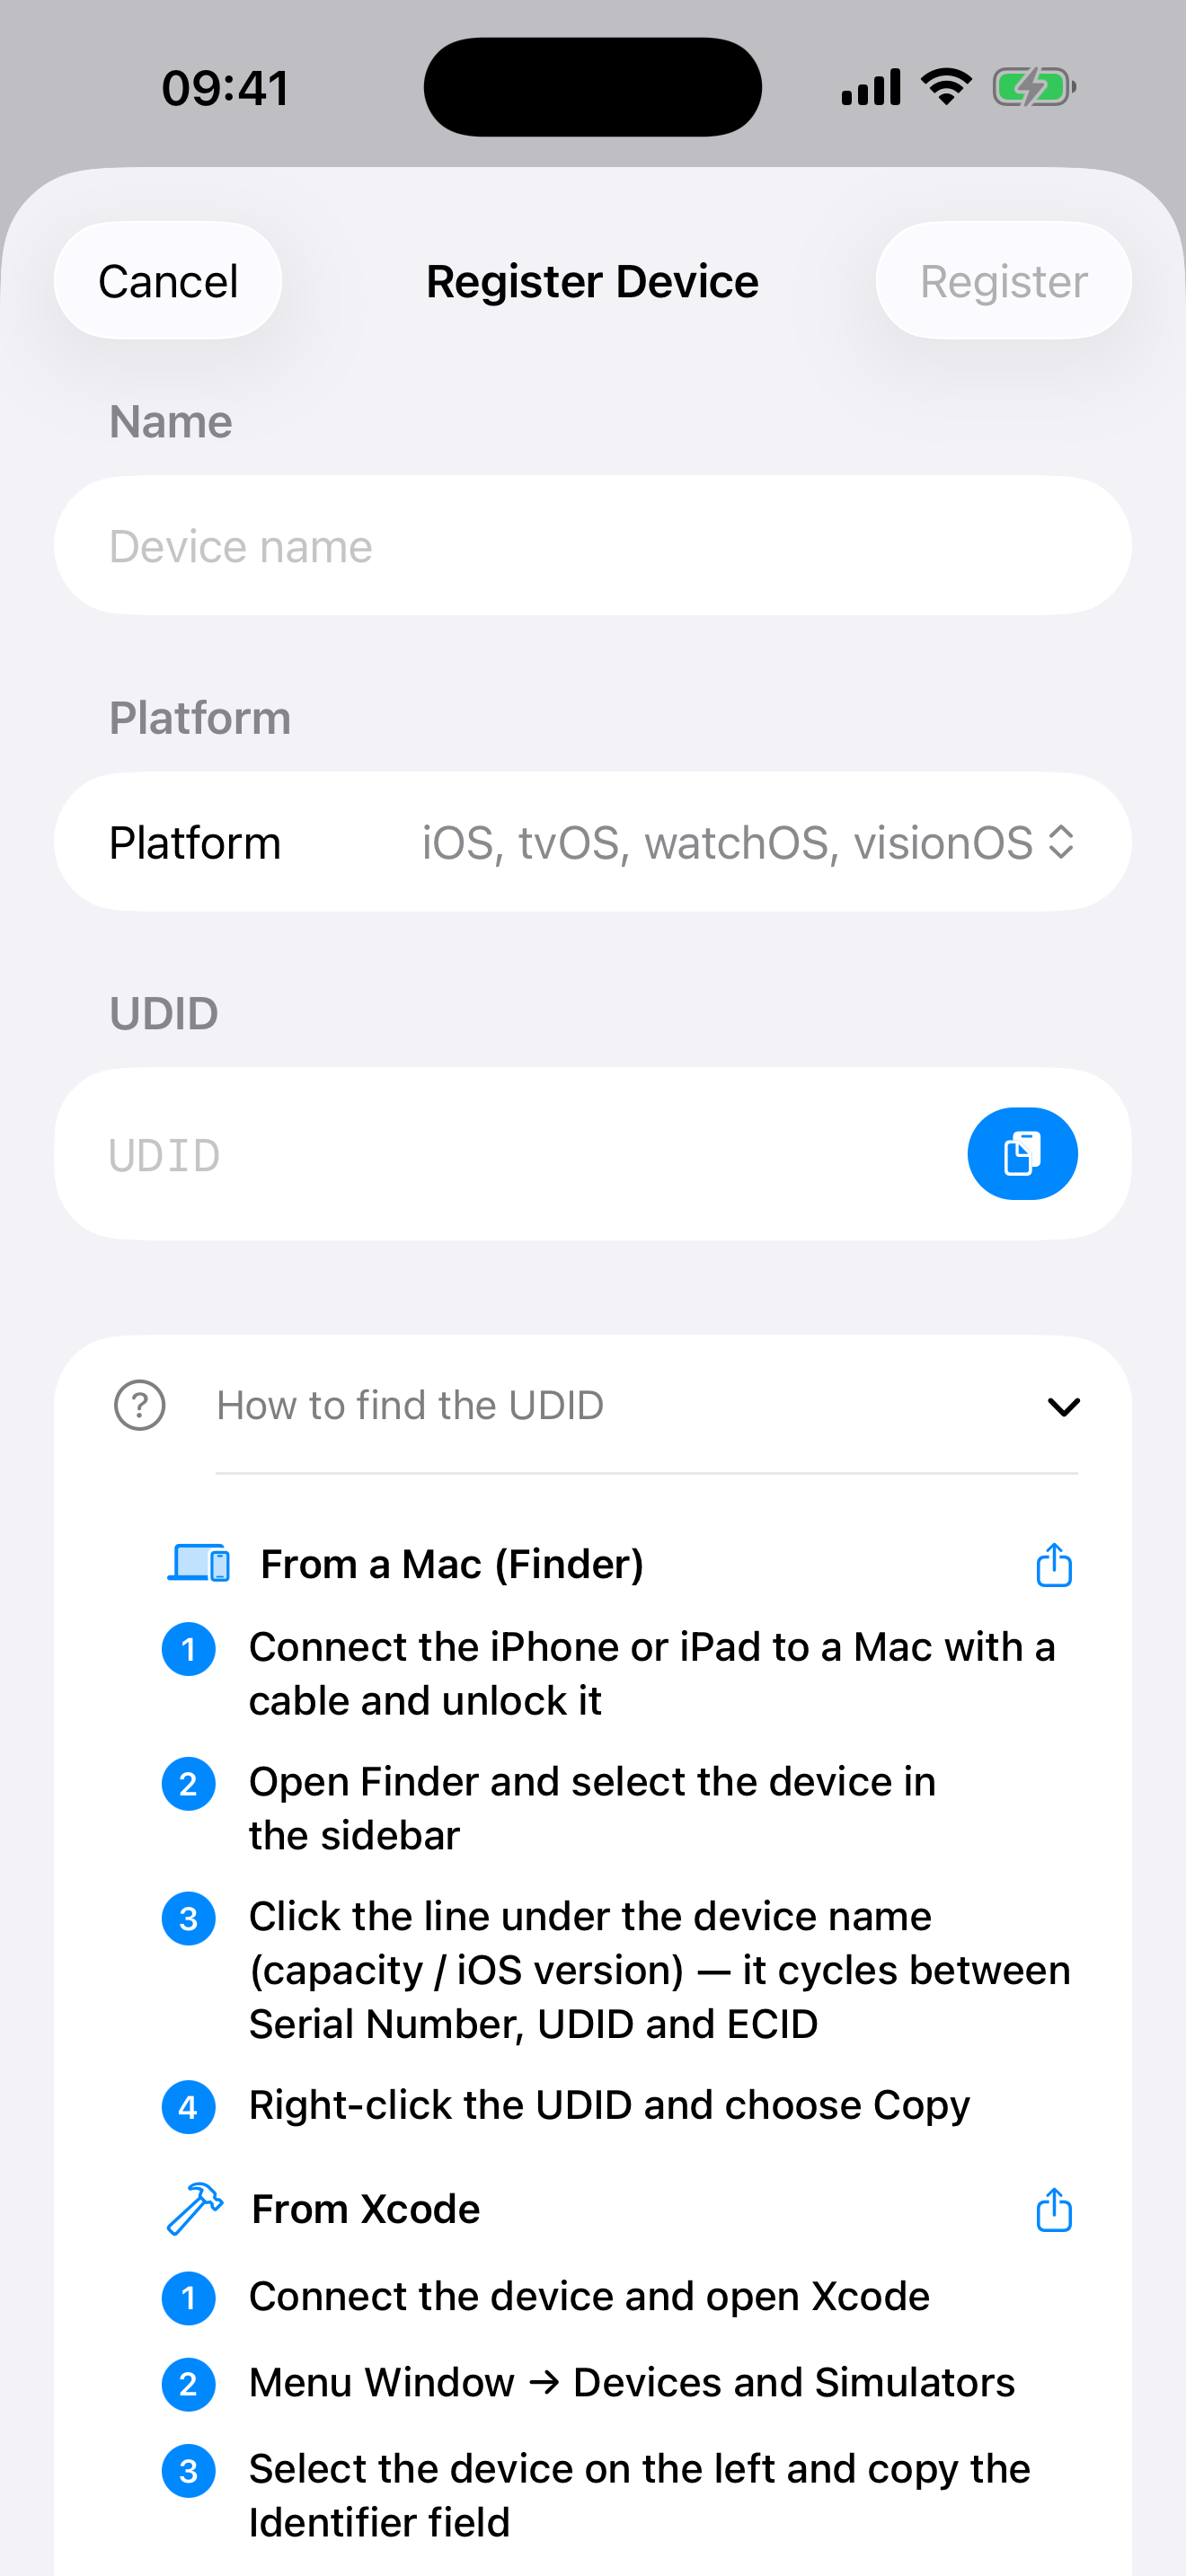 09:41
Cancel
Register Device
Register
Name
Device name
Platform
Platform
iOS, tvOS, watchOS, visionOS
UDID
UDID
? How to find the UDID
From a Mac (Finder)
1 Connect the iPhone or iPad to a Mac with a
cable and unlock it
2 Open Finder and select the device in
the sidebar
3 Click the line under the device name
(capacity / iOS version) — it cycles between
Serial Number, UDID and ECID
4 Right-click the UDID and choose Copy
From Xcode
1 Connect the device and open Xcode
2 Menu Window → Devices and Simulators
3 Select the device on the left and copy the
Identifier field